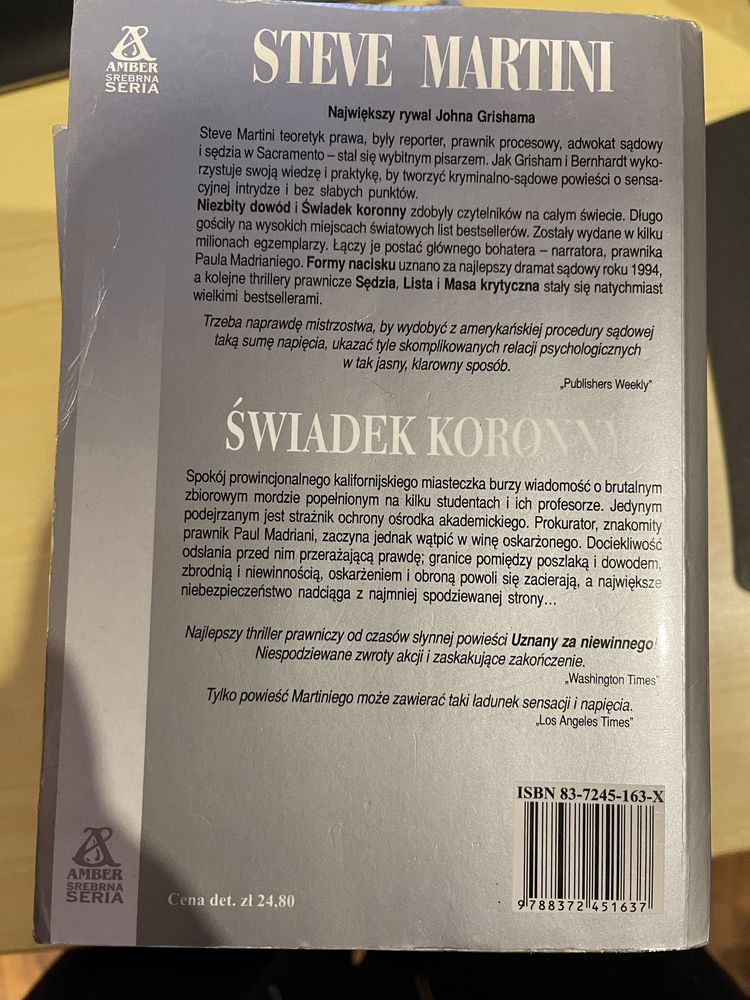 AMBER
SREBRNA
SERIA
STEVE MARTINI
Największy rywal Johna Grishama
Steve Martini teoretyk prawa, były reporter, prawnik procesowy, adwokat sądowy
i sędzia w Sacramento – stał się wybitnym pisarzem. Jak Grisham i Bernhardt wyko-
rzystuje swoją wiedzę i praktykę, by tworzyć kryminalno-sądowe powieści o sensa-
cyjnej intrydze i bez słabych punktów.
Niezbity dowód i Świadek koronny zdobyły czytelników na całym świecie. Długo
gościły na wysokich miejscach światowych list bestsellerów. Zostały wydane w kilku
milionach egzemplarzy. Łączy je postać głównego bohatera – narratora, prawnika
Paula Madrianiego. Formy nacisku uznano za najlepszy dramat sądowy roku 1994,
a kolejne thrillery prawnicze Sędzia, Lista i Masa krytyczna stały się natychmiast
wielkimi bestsellerami.
Trzeba naprawdę mistrzostwa, by wydobyć z amerykańskiej procedury sądowej
taką sumę napięcia, ukazać tyle skomplikowanych relacji psychologicznych
w tak jasny, klarowny sposób.
„Publishers Weekly"
ŚWIADEK KORONNY
Spokój prowincjonalnego kalifornijskiego miasteczka burzy wiadomość o brutalnym
zbiorowym mordzie popełnionym na kilku studentach i ich profesorze. Jedynym
podejrzanym jest strażnik ochrony ośrodka akademickiego. Prokurator, znakomity
prawnik Paul Madriani, zaczyna jednak wątpić w winę oskarżonego. Dociekliwość
odsłania przed nim przerażającą prawdę; granice pomiędzy poszlaką i dowodem,
zbrodnią i niewinnością, oskarżeniem i obroną powoli się zacierają, a największe
niebezpieczeństwo nadciąga z najmniej spodziewanej strony...
Najlepszy thriller prawniczy od czasów słynnej powieści Uznany za niewinnego!
Niespodziewane zwroty akcji i zaskakujące zakończenie.
„Washington Times"
Tylko powieść Martiniego może zawierać taki ładunek sensacji i napięcia.
„Los Angeles Times"
ISBN 83-7245-163-X
9788372451637
AMBER
SREBRNA
SERIA
Cena det. zł 24,80